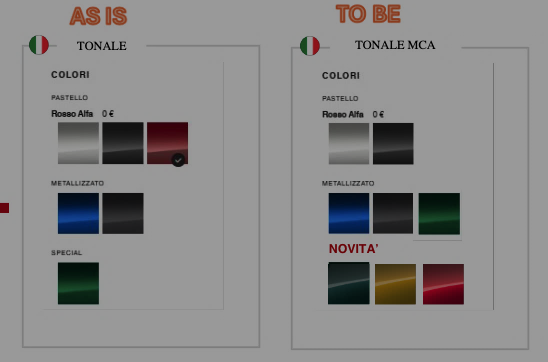 AS IS
TO BE
TONALE
COLORI
PASTELLO
Rosso Alfa 0 €
METALLIZZATO
SPECIAL
TONALE MCA
COLORI
PASTELLO
Rosso Alfa 0 €
METALLIZZATO
NOVITA'